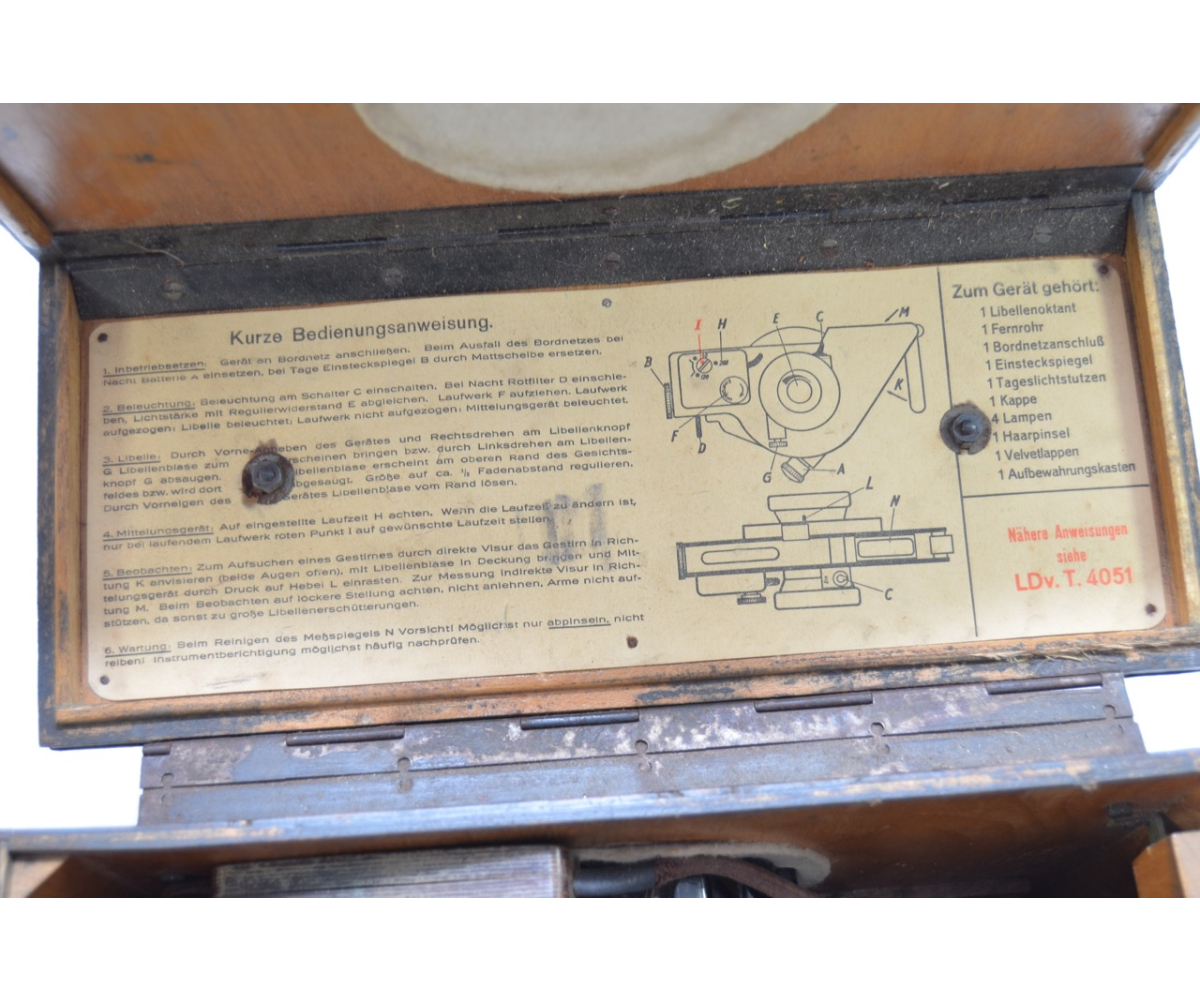 Kurze Bedienungsanweisung.
1. Inbetriebsetzen: Gerät an Bordnetz anschließen. Beim Ausfall des Bordnetzes bei
Nacht Batterie A einsetzen, bei Tage Einsteckspiegel B durch Mattscheibe ersetzen.
2. Beleuchtung: Beleuchtung am Schalter C einschalten. Bei Nacht Rotfilter D einschie-
ben, Lichtstärke mit Regulierwiderstand E abgleichen. Laufwerk F aufziehen, Laufwerk
aufgezogen: Libelle beleuchtet; Laufwerk nicht aufgezogen: Mittelungsgerät beleuchtet.
3. Libelle: Durch Vorne heben des Gerätes und Rechtsdrehen am Libellenknopf
G Libellenblase zum erscheinen bringen bzw. durch Linksdrehen am Libellen-
knopf G absaugen. ibellenblase erscheint am oberen Rand des Gesichts-
feldes bzw. wird dort abgesaugt. Größe auf ca. Fadenabstand regulieren.
Durch Vorneigen des Gerätes Libellenblase vom Rand lösen.
4. Mittelungsgerät: Auf eingestellte Laufzeit H achten. Wenn die Laufzeit zu ändern ist,
nur bei laufendem Laufwerk roten Punkt I auf gewünschte Laufzeit stellen.
5. Beobachten: Zum Aufsuchen eines Gestirnes durch direkte Visur das Gestirn in Rich-
tung K anvisieren (beide Augen offen), mit Libellenblase in Deckung bringen und Mit-
telungsgerät durch Druck auf Hebel L einrasten. Zur Messung indirekte Visur in Rich-
tung M. Beim Beobachten auf lockere Stellung achten, nicht anlehnen, Arme nicht auf-
stützen, da sonst zu große Libellenerschütterungen.
6. Wartung: Beim Reinigen des Meßspiegels N Vorsicht! Möglichst nur abpinseln, nicht
reiben! Instrumentberichtigung möglichst häufig nachprüfen.
I
H
E
C
M
B
K
F
D
G
A
L
N
C
Zum Gerät gehört:
1 Libellenoktant
1 Fernrohr
1 Bordnetzanschluß
1 Einsteckspiegel
1 Tageslichtstutzen
1 Kappe
4 Lampen
1 Haarpinsel
1 Velvetlappen
1 Aufbewahrungskasten
Nähere Anweisungen
siehe
LDv. T. 4051